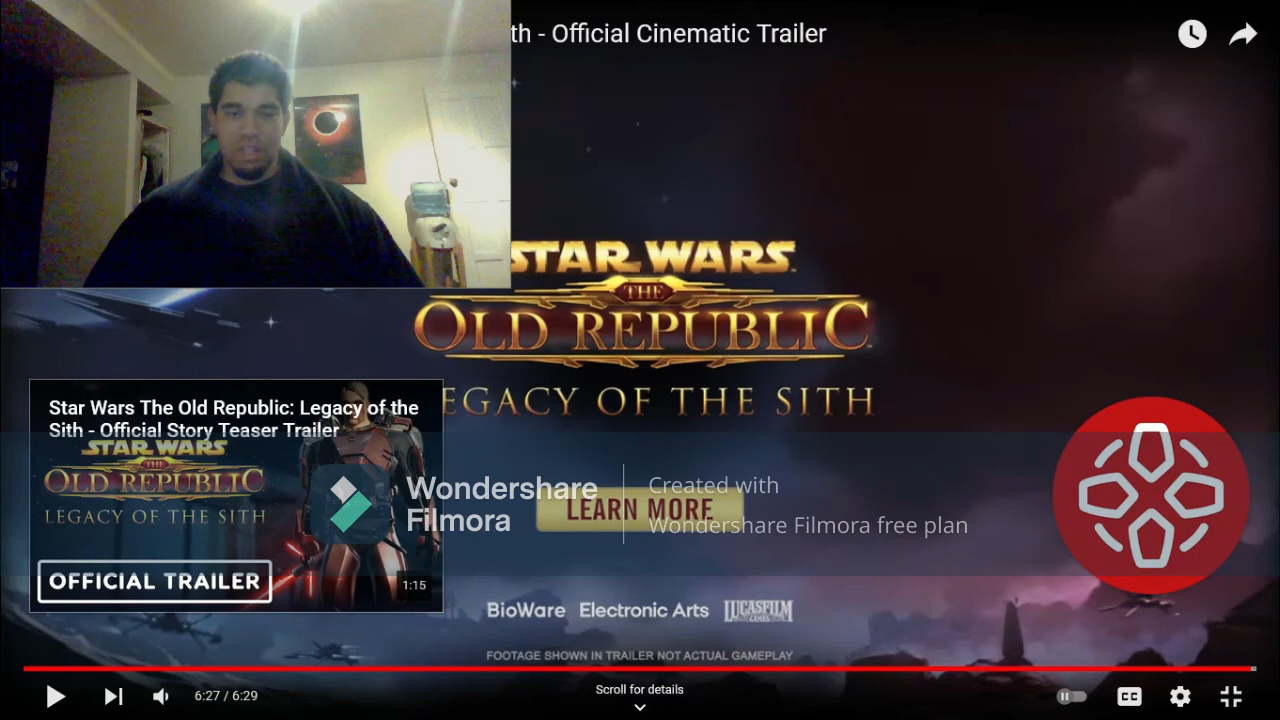 th - Official Cinematic Trailer
STAR WARS
THE
OLD REPUBLIC
EGACY OF THE SITH
Star Wars The Old Republic: Legacy of the
Sith - Official Story Teaser Trailer
STAR WARS
THE
OLD REPUBLIC
LEGACY OF THE SITH
OFFICIAL TRAILER
1:15
Wondershare
Filmora
Created with
Wondershare Filmora free plan
LEARN MORE
BioWare Electronic Arts LUCASFILM
GAMES
FOOTAGE SHOWN IN TRAILER NOT ACTUAL GAMEPLAY
6:27 / 6:29
Scroll for details
CC